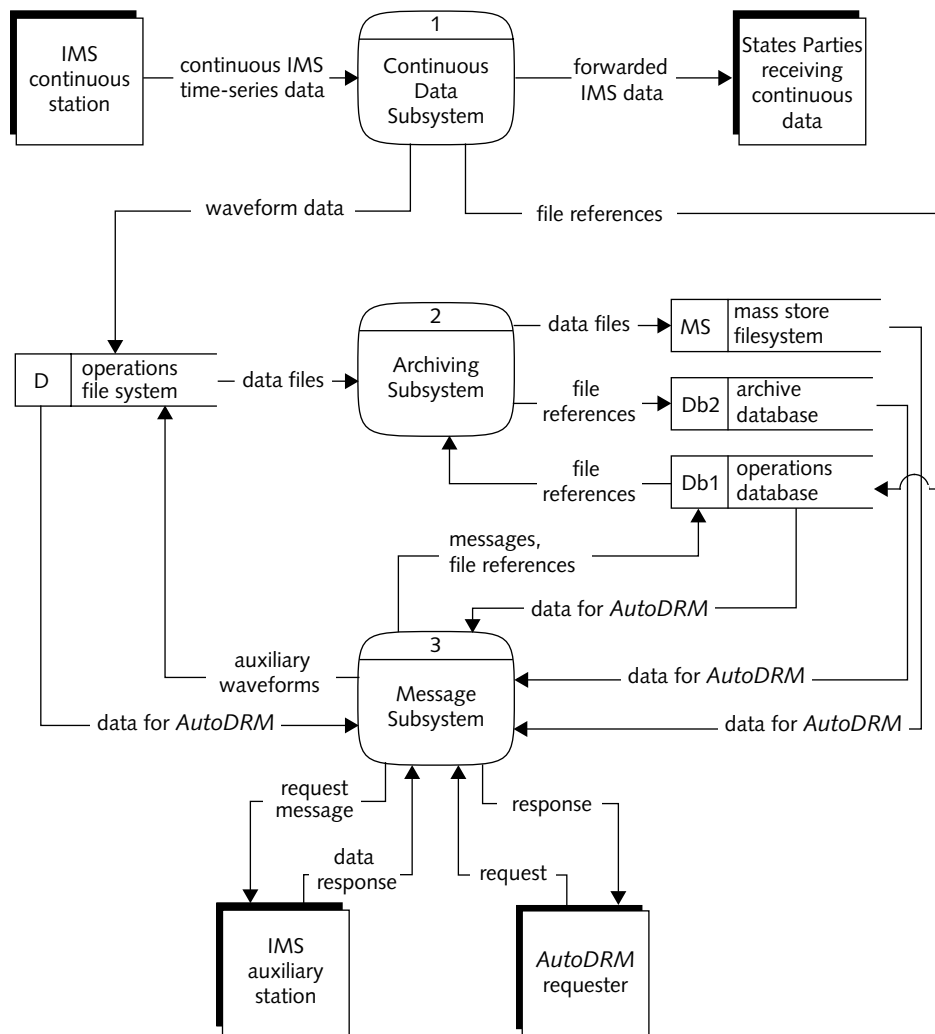 1
IMS
continuous
station
continuous IMS
time-series data
Continuous
Data
Subsystem
forwarded
IMS data
States Parties
receiving
continuous
data
waveform data
file references
2
Archiving
Subsystem
D
operations
file system
data files
data files
MS
mass store
filesystem
file
references
Db2
archive
database
file
references
Db1
operations
database
messages,
file references
data for AutoDRM
3
Message
Subsystem
auxiliary
waveforms
data for AutoDRM
data for AutoDRM
data for AutoDRM
request
message
response
data
response
request
IMS
auxiliary
station
AutoDRM
requester